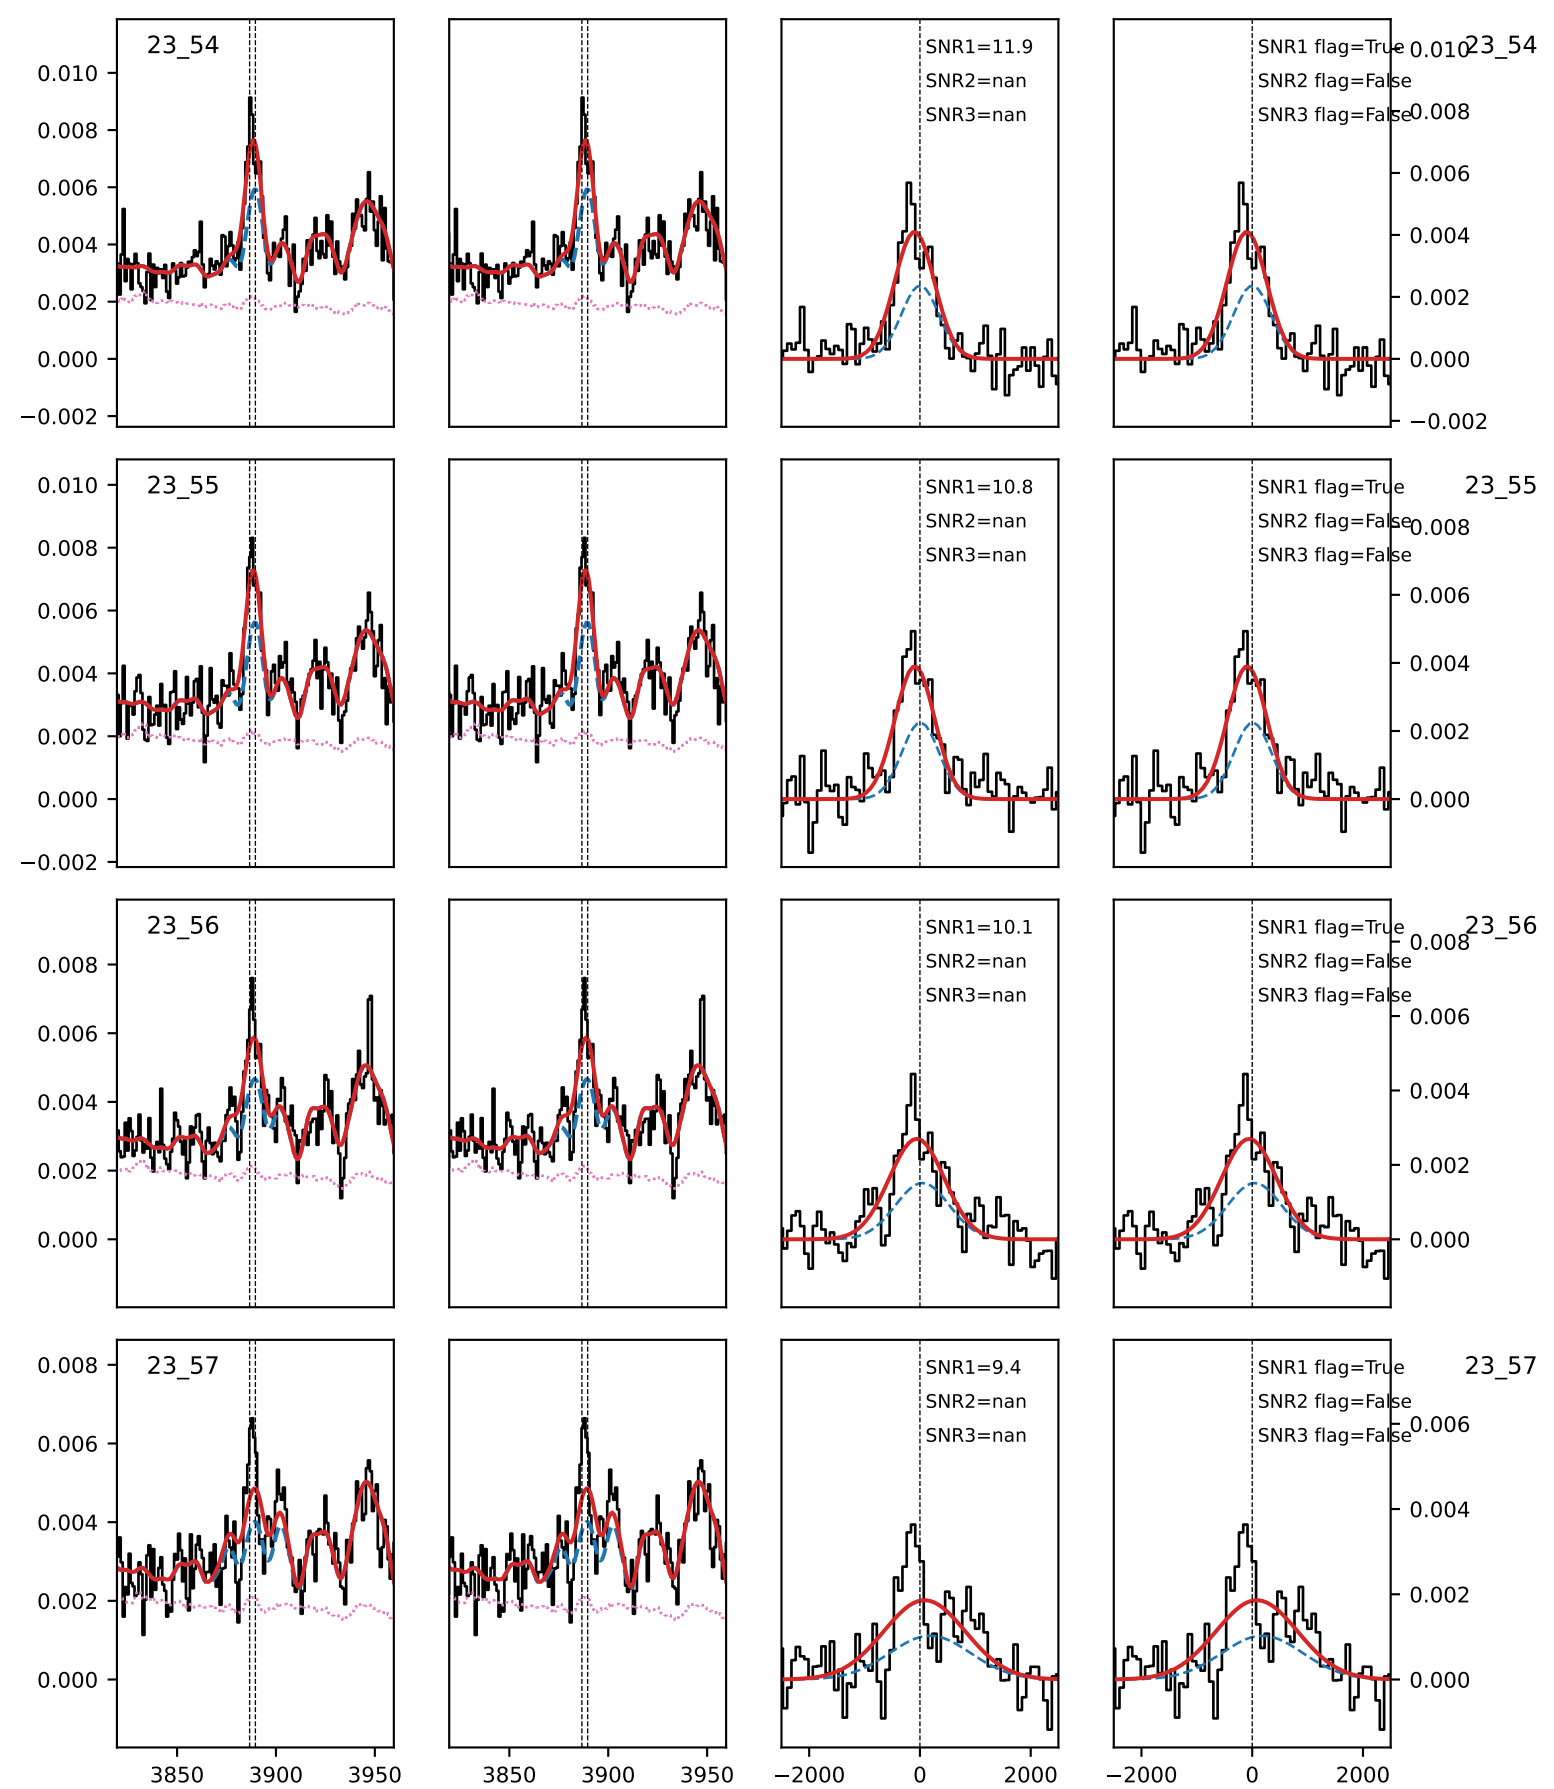 23_54
SNR1=11.9
SNR2=nan
SNR3=nan
SNR1 flag=True
SNR2 flag=False
SNR3 flag=False
23_54
0.010
0.008
0.006
0.004
0.002
0.000
−0.002
0.010
0.008
0.006
0.004
0.002
0.000
−0.002
23_55
SNR1=10.8
SNR2=nan
SNR3=nan
SNR1 flag=True
SNR2 flag=False
SNR3 flag=False
23_55
0.010
0.008
0.006
0.004
0.002
0.000
−0.002
0.008
0.006
0.004
0.002
0.000
23_56
SNR1=10.1
SNR2=nan
SNR3=nan
SNR1 flag=True
SNR2 flag=False
SNR3 flag=False
23_56
0.008
0.006
0.004
0.002
0.000
0.008
0.006
0.004
0.002
0.000
23_57
SNR1=9.4
SNR2=nan
SNR3=nan
SNR1 flag=True
SNR2 flag=False
SNR3 flag=False
23_57
0.008
0.006
0.004
0.002
0.000
0.006
0.004
0.002
0.000
3850 3900 3950
3850 3900 3950
−2000 0 2000
−2000 0 2000